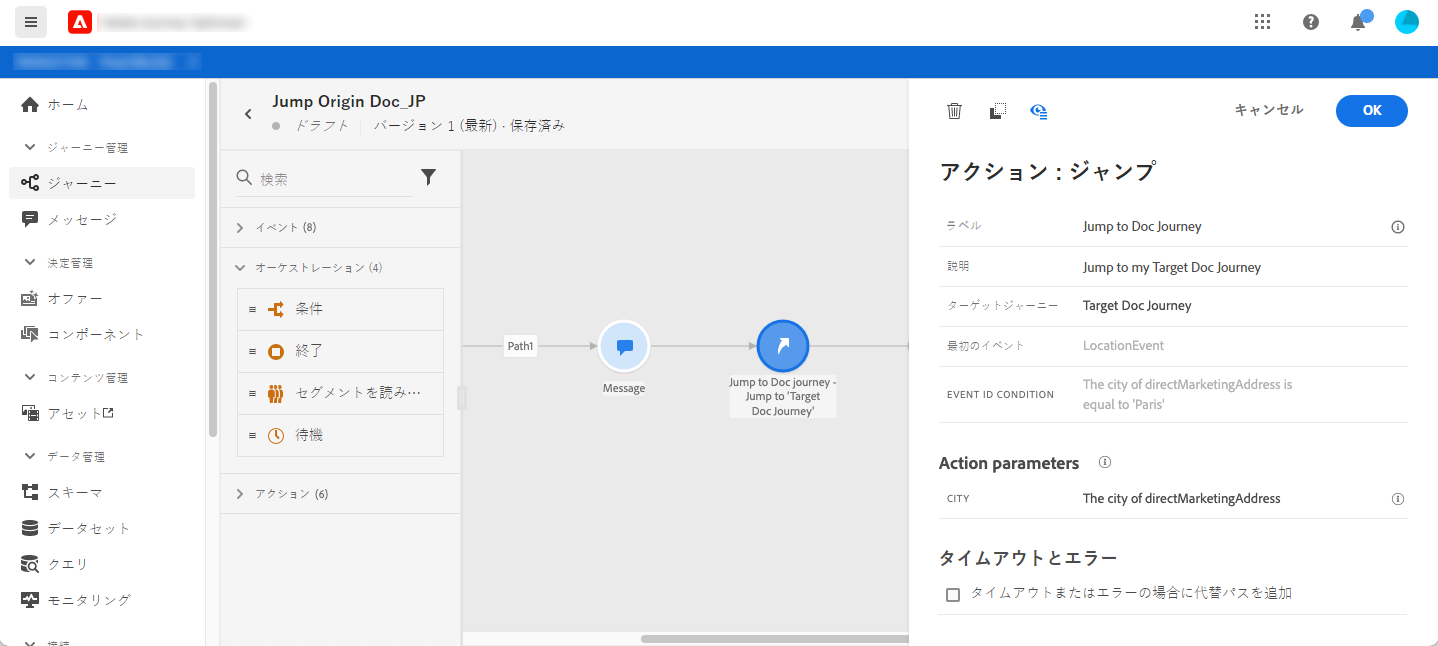 ホーム
ジャーニー管理
ジャーニー
メッセージ
決定管理
オファー
コンポーネント
コンテンツ管理
アセット
データ管理
スキーマ
データセット
クエリ
モニタリング
接続
Jump Origin Doc_JP
ドラフト
バージョン 1 (最新) · 保存済み
検索
イベント (8)
オーケストレーション (4)
条件
終了
セグメントを読み…
待機
アクション (6)
Path1
Message
Jump to Doc journey -
Jump to 'Target
Doc Journey'
キャンセル
OK
アクション : ジャンプ
ラベル
Jump to Doc Journey
説明
Jump to my Target Doc Journey
ターゲットジャーニー
Target Doc Journey
最初のイベント
LocationEvent
EVENT ID CONDITION
The city of directMarketingAddress is
equal to 'Paris'
Action parameters
CITY
The city of directMarketingAddress
タイムアウトとエラー
タイムアウトまたはエラーの場合に代替パスを追加